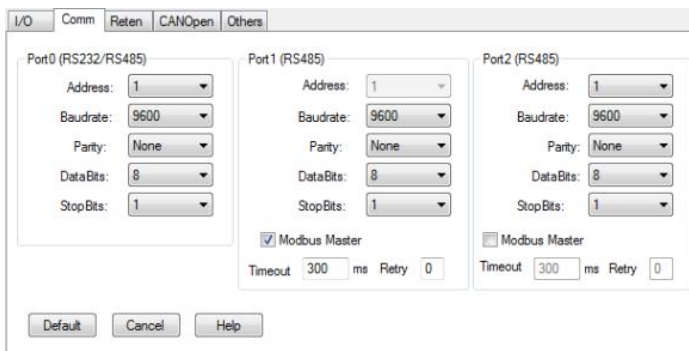 I/O Comm Reten CANOpen Others
Port0 (RS232/RS485) Port1 (RS485) Port2 (RS485)
Address: 1 Address: 1 Address: 1
Baudrate: 9600 Baudrate: 9600 Baudrate: 9600
Parity: None Parity: None Parity: None
DataBits: 8 DataBits: 8 DataBits: 8
StopBits: 1 StopBits: 1 StopBits: 1
Modbus Master Modbus Master
Timeout 300 ms Retry 0 Timeout 300 ms Retry 0
Default Cancel Help